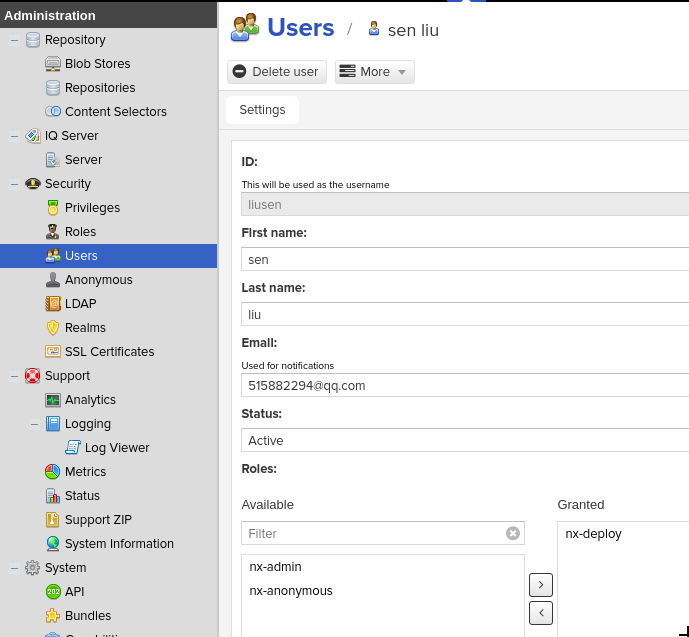 Administration
Repository
Blob Stores
Repositories
Content Selectors
IQ Server
Server
Security
Privileges
Roles
Users
Anonymous
LDAP
Realms
SSL Certificates
Support
Analytics
Logging
Log Viewer
Metrics
Status
Support ZIP
System Information
System
API
Bundles
Users / sen liu
Delete user More
Settings
ID:
This will be used as the username
liusen
First name:
sen
Last name:
liu
Email:
Used for notifications
515882294@qq.com
Status:
Active
Roles:
Available Granted
Filter nx-deploy
nx-admin
nx-anonymous